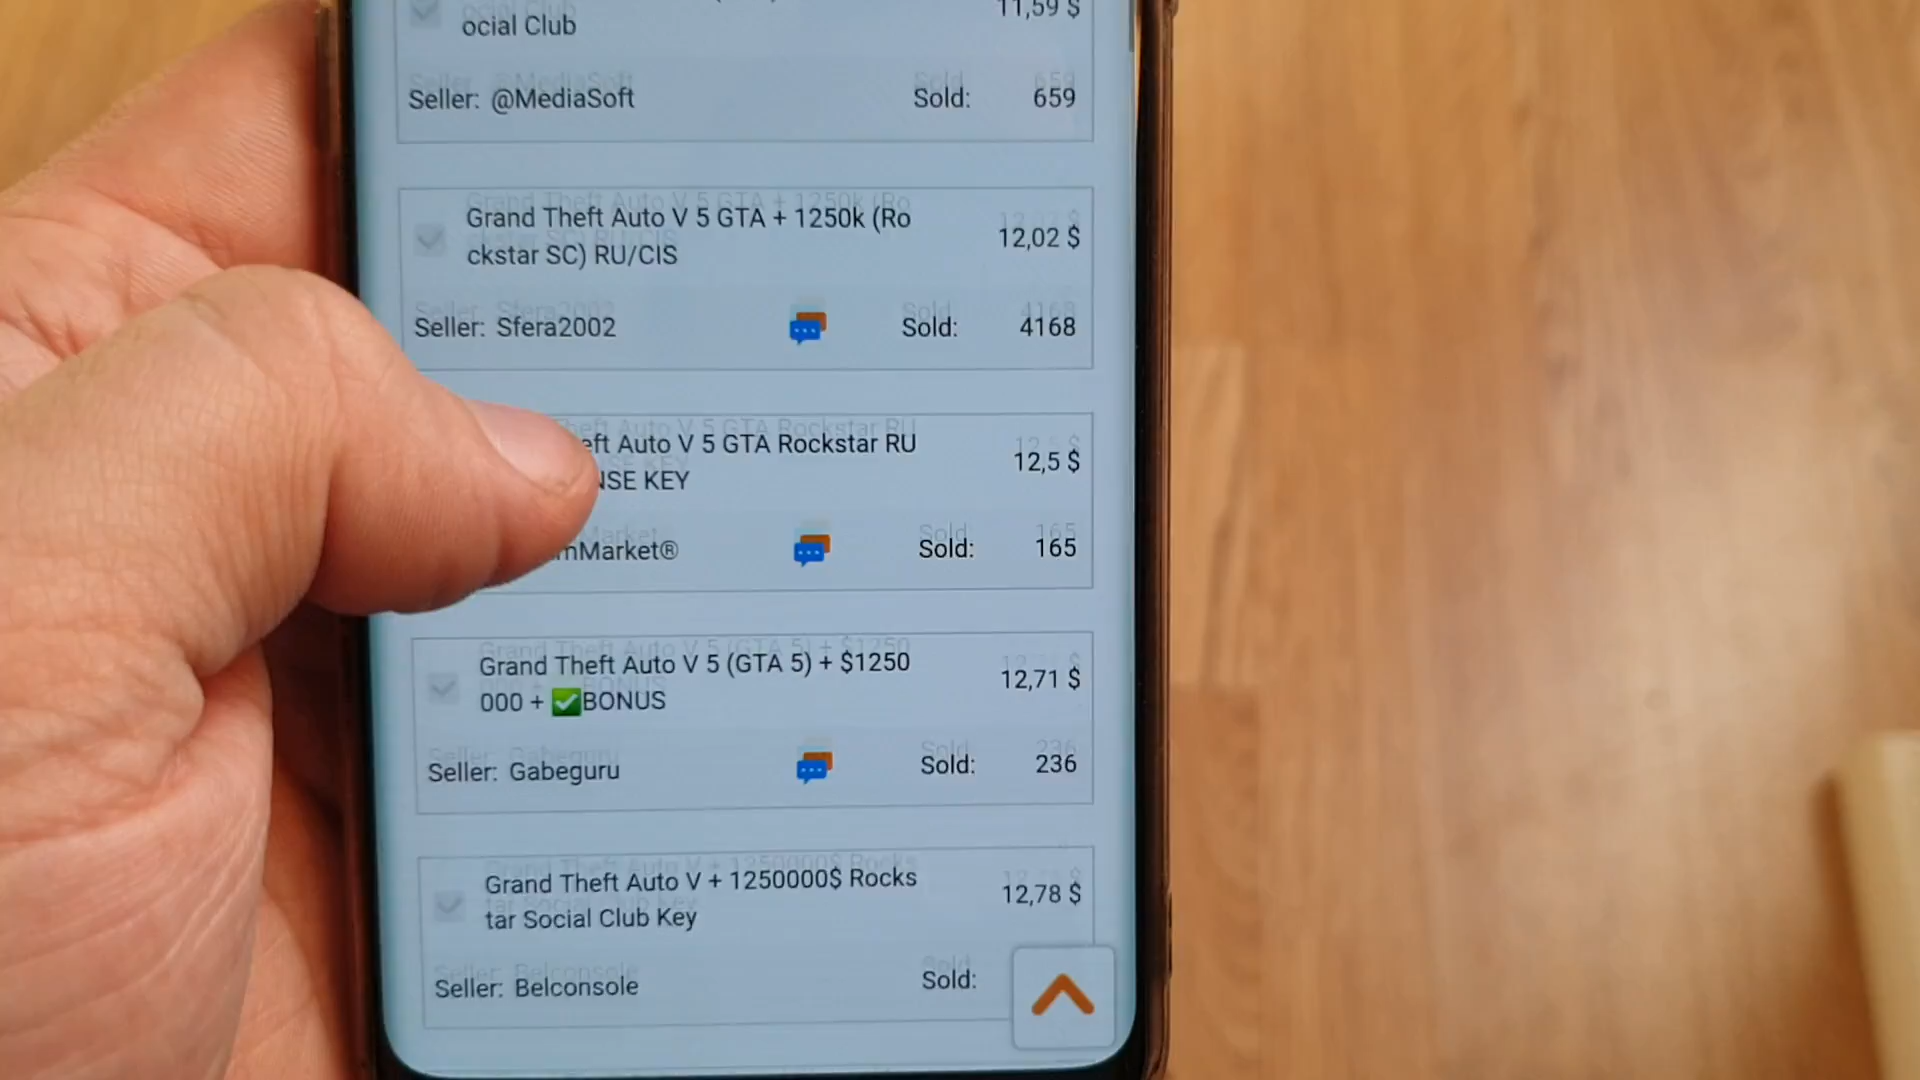 ocial Club
11,59 $
Seller: @MediaSoft Sold: 659
Grand Theft Auto V 5 GTA + 1250k (Ro
ckstar SC) RU/CIS
12,02 $
Seller: Sfera2002 Sold: 4168
eft Auto V 5 GTA Rockstar RU
NSE KEY
12,5 $
mMarket® Sold: 165
Grand Theft Auto V 5 (GTA 5) + $1250
000 + ✅BONUS
12,71 $
Seller: Gabeguru Sold: 236
Grand Theft Auto V + 1250000$ Rocks
tar Social Club Key
12,78 $
Seller: Belconsole Sold: